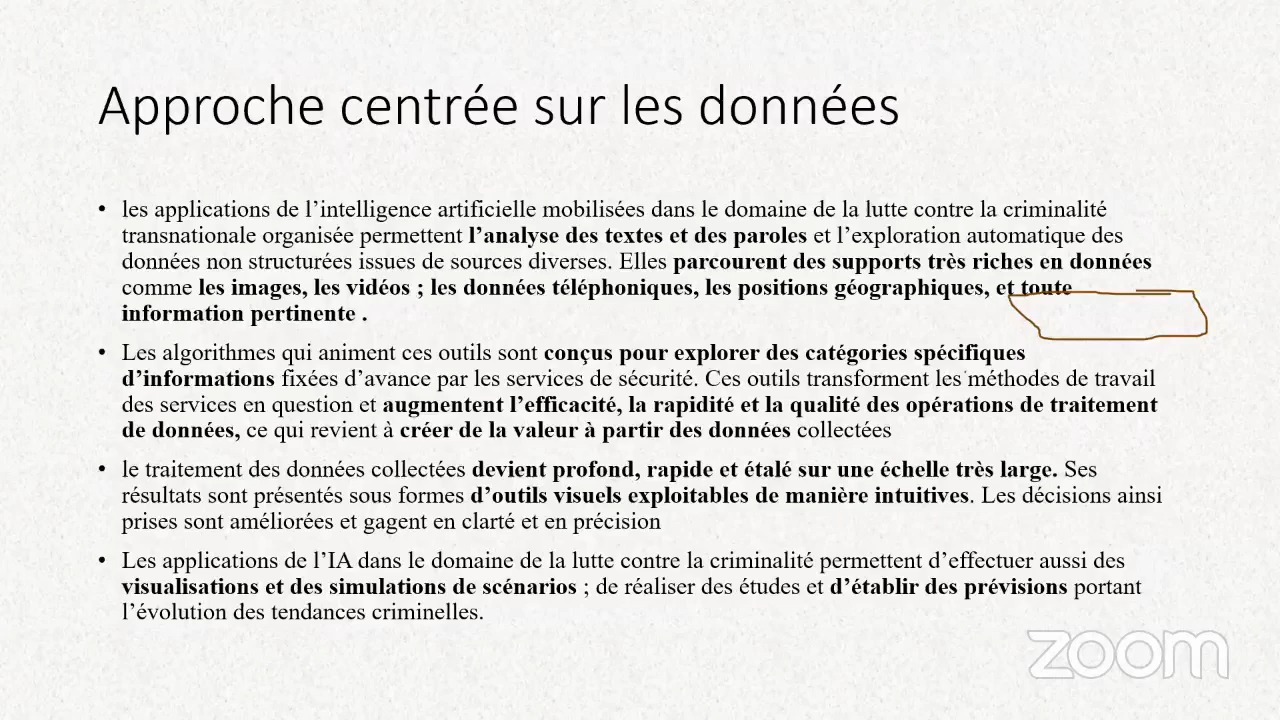 Approche centrée sur les données
• les applications de l’intelligence artificielle mobilisées dans le domaine de la lutte contre la criminalité
transnationale organisée permettent l’analyse des textes et des paroles et l’exploration automatique des
données non structurées issues de sources diverses. Elles parcourent des supports très riches en données
comme les images, les vidéos ; les données téléphoniques, les positions géographiques, et toute
information pertinente .
• Les algorithmes qui animent ces outils sont conçus pour explorer des catégories spécifiques
d’informations fixées d’avance par les services de sécurité. Ces outils transforment les méthodes de travail
des services en question et augmentent l’efficacité, la rapidité et la qualité des opérations de traitement
de données, ce qui revient à créer de la valeur à partir des données collectées
• le traitement des données collectées devient profond, rapide et étalé sur une échelle très large. Ses
résultats sont présentés sous formes d’outils visuels exploitables de manière intuitives. Les décisions ainsi
prises sont améliorées et gagent en clarté et en précision
• Les applications de l’IA dans le domaine de la lutte contre la criminalité permettent d’effectuer aussi des
visualisations et des simulations de scénarios ; de réaliser des études et d’établir des prévisions portant
l’évolution des tendances criminelles.
zoom